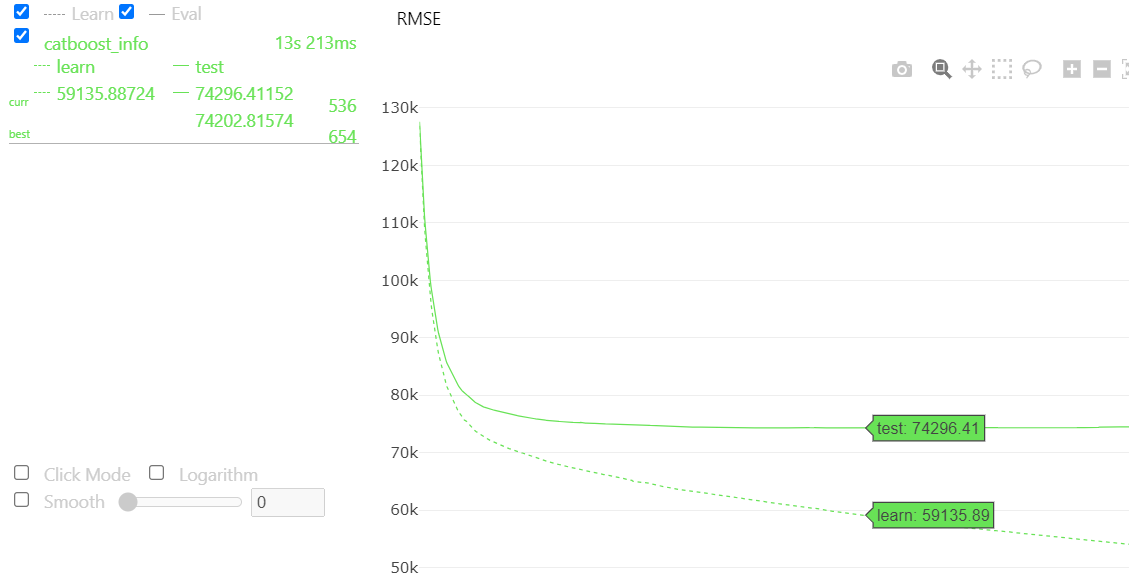 Learn Eval
catboost_info 13s 213ms
learn test
curr 59135.88724 74296.41152 536
best 74202.81574 654
Click Mode Logarithm
Smooth 0
RMSE
130k
120k
110k
100k
90k
80k
70k
60k
50k
test: 74296.41
learn: 59135.89